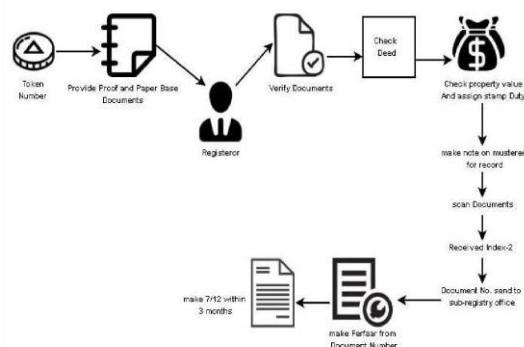 Token
Number
Provide Proof and Paper Base
Documents
Registeror
Verify Documents
Check
Deed
Check property value
And assign stamp Duty
make note on mustered
for record
scan Documents
Received Index-2
Document No. send to
sub-registry office
make Ferfaar from
Document Number
make 7/12 within
3 months